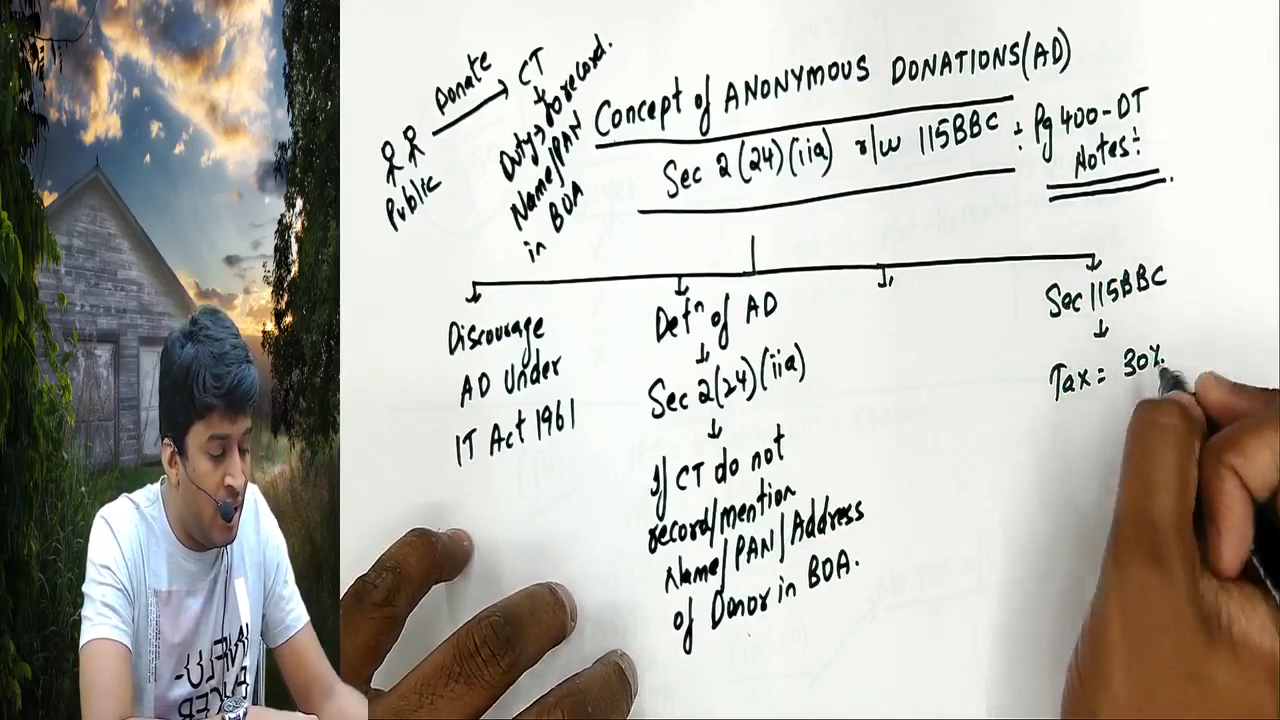 Donate
CT
Public
Duty → to record.
Name/PAN
in BOA
Concept of ANONYMOUS DONATIONS(AD)
Sec 2(24)(iia) r/w 115BBC ÷ Pg 400-DT
Notes:
Discourage
AD Under
IT Act 1961
Defⁿ of AD
Sec 2(24)(iia)
If CT do not
record/mention
Name/PAN/Address
of Donor in BOA.
Sec 115BBC
Tax = 30%